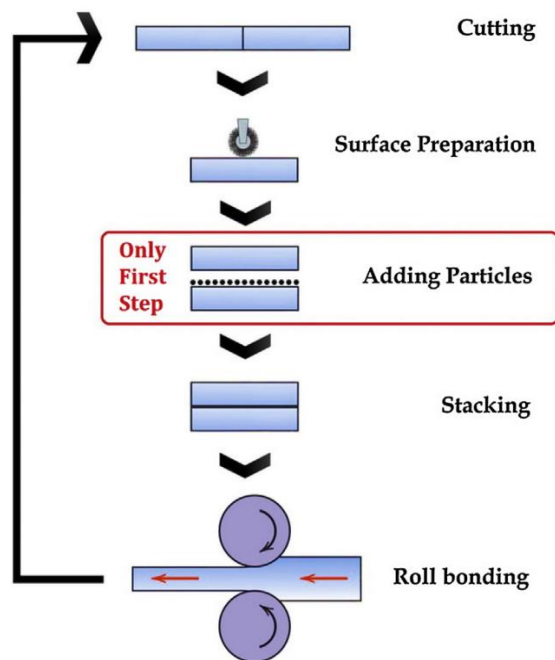 Cutting
Surface Preparation
Only
First
Step
Adding Particles
Stacking
Roll bonding